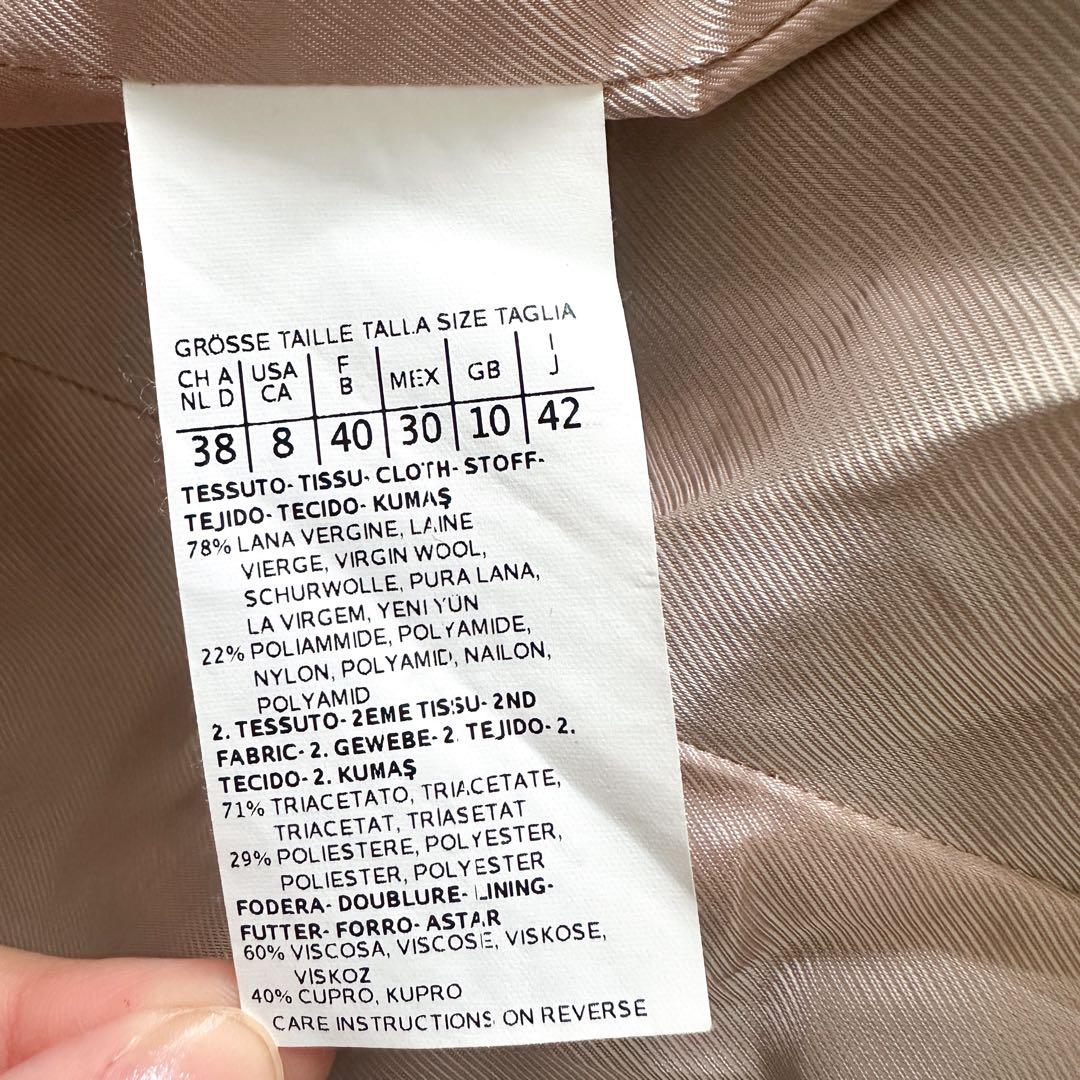 GRÖSSE TAILLE TALLA SIZE TAGLIA
CH A USA F MEX GB I
NL D CA B J
38 8 40 30 10 42
TESSUTO- TISSU- CLOTH- STOFF-
TEJIDO- TECIDO- KUMAŞ
78% LANA VERGINE, LAINE
VIERGE, VIRGIN WOOL,
SCHURWOLLE, PURA LANA,
LA VIRGEM, YENI YÜN
22% POLIAMMIDE, POLYAMIDE,
NYLON, POLYAMID, NAILON,
POLYAMID
2. TESSUTO- 2EME TISSU- 2ND
FABRIC- 2. GEWEBE- 2. TEJIDO- 2.
TECIDO- 2. KUMAŞ
71% TRIACETATO, TRIACETATE,
TRIACETAT, TRIASETAT
29% POLIESTERE, POLYESTER,
POLIESTER, POLYESTER
FODERA- DOUBLURE- LINING-
FUTTER- FORRO- ASTAR
60% VISCOSA, VISCOSE, VISKOSE,
VISKOZ
40% CUPRO, KUPRO
CARE INSTRUCTIONS ON REVERSE